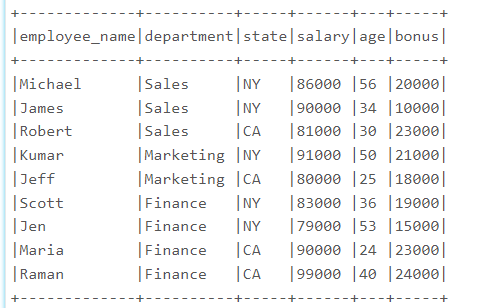 +-------------+----------+-----+------+---+-----+
|employee_name|department|state|salary|age|bonus|
+-------------+----------+-----+------+---+-----+
|Michael      |Sales     |NY   |86000 |56 |20000|
|James        |Sales     |NY   |90000 |34 |10000|
|Robert       |Sales     |CA   |81000 |30 |23000|
|Kumar        |Marketing |NY   |91000 |50 |21000|
|Jeff         |Marketing |CA   |80000 |25 |18000|
|Scott        |Finance   |NY   |83000 |36 |19000|
|Jen          |Finance   |NY   |79000 |53 |15000|
|Maria        |Finance   |CA   |90000 |24 |23000|
|Raman        |Finance   |CA   |99000 |40 |24000|
+-------------+----------+-----+------+---+-----+